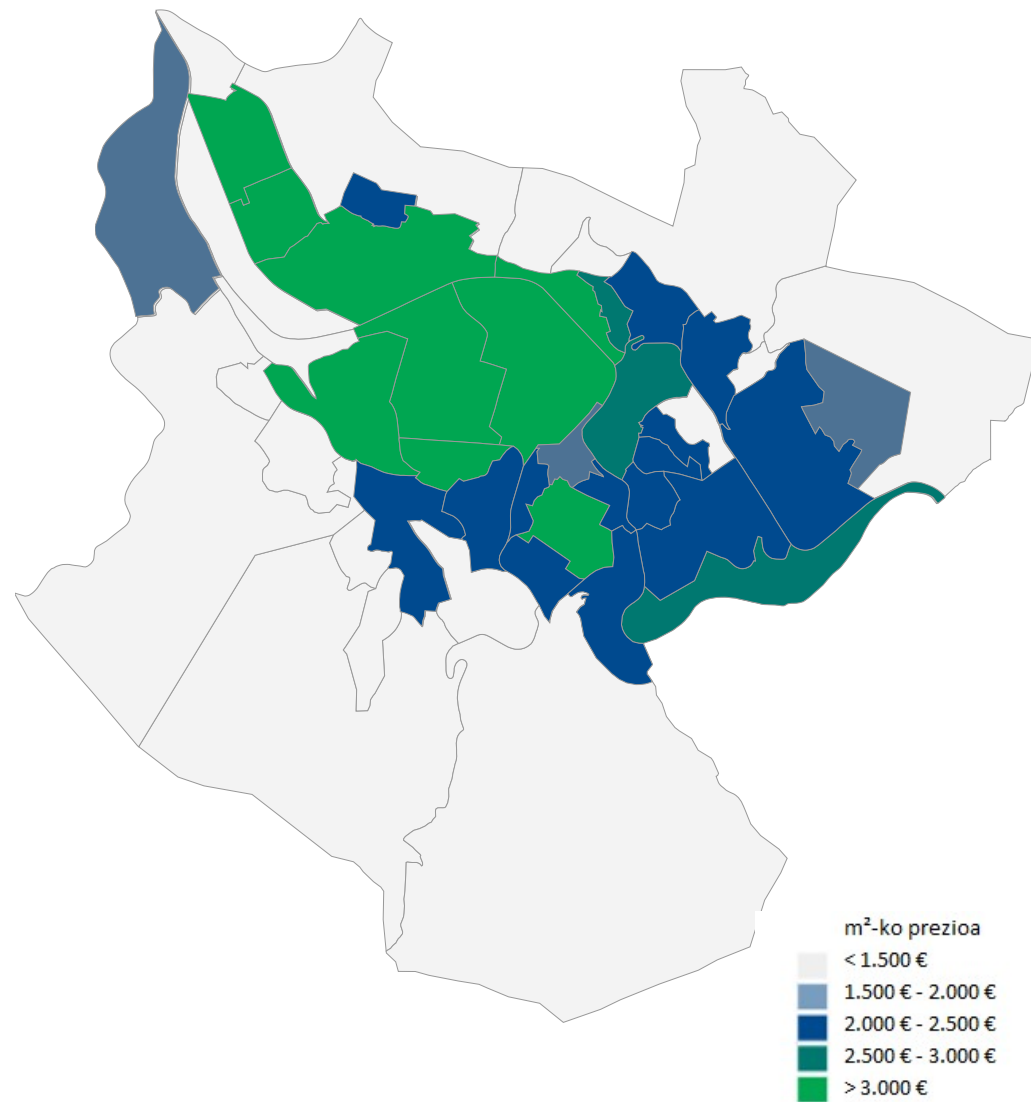 m²-ko prezioa
< 1.500 €
1.500 € - 2.000 €
2.000 € - 2.500 €
2.500 € - 3.000 €
> 3.000 €